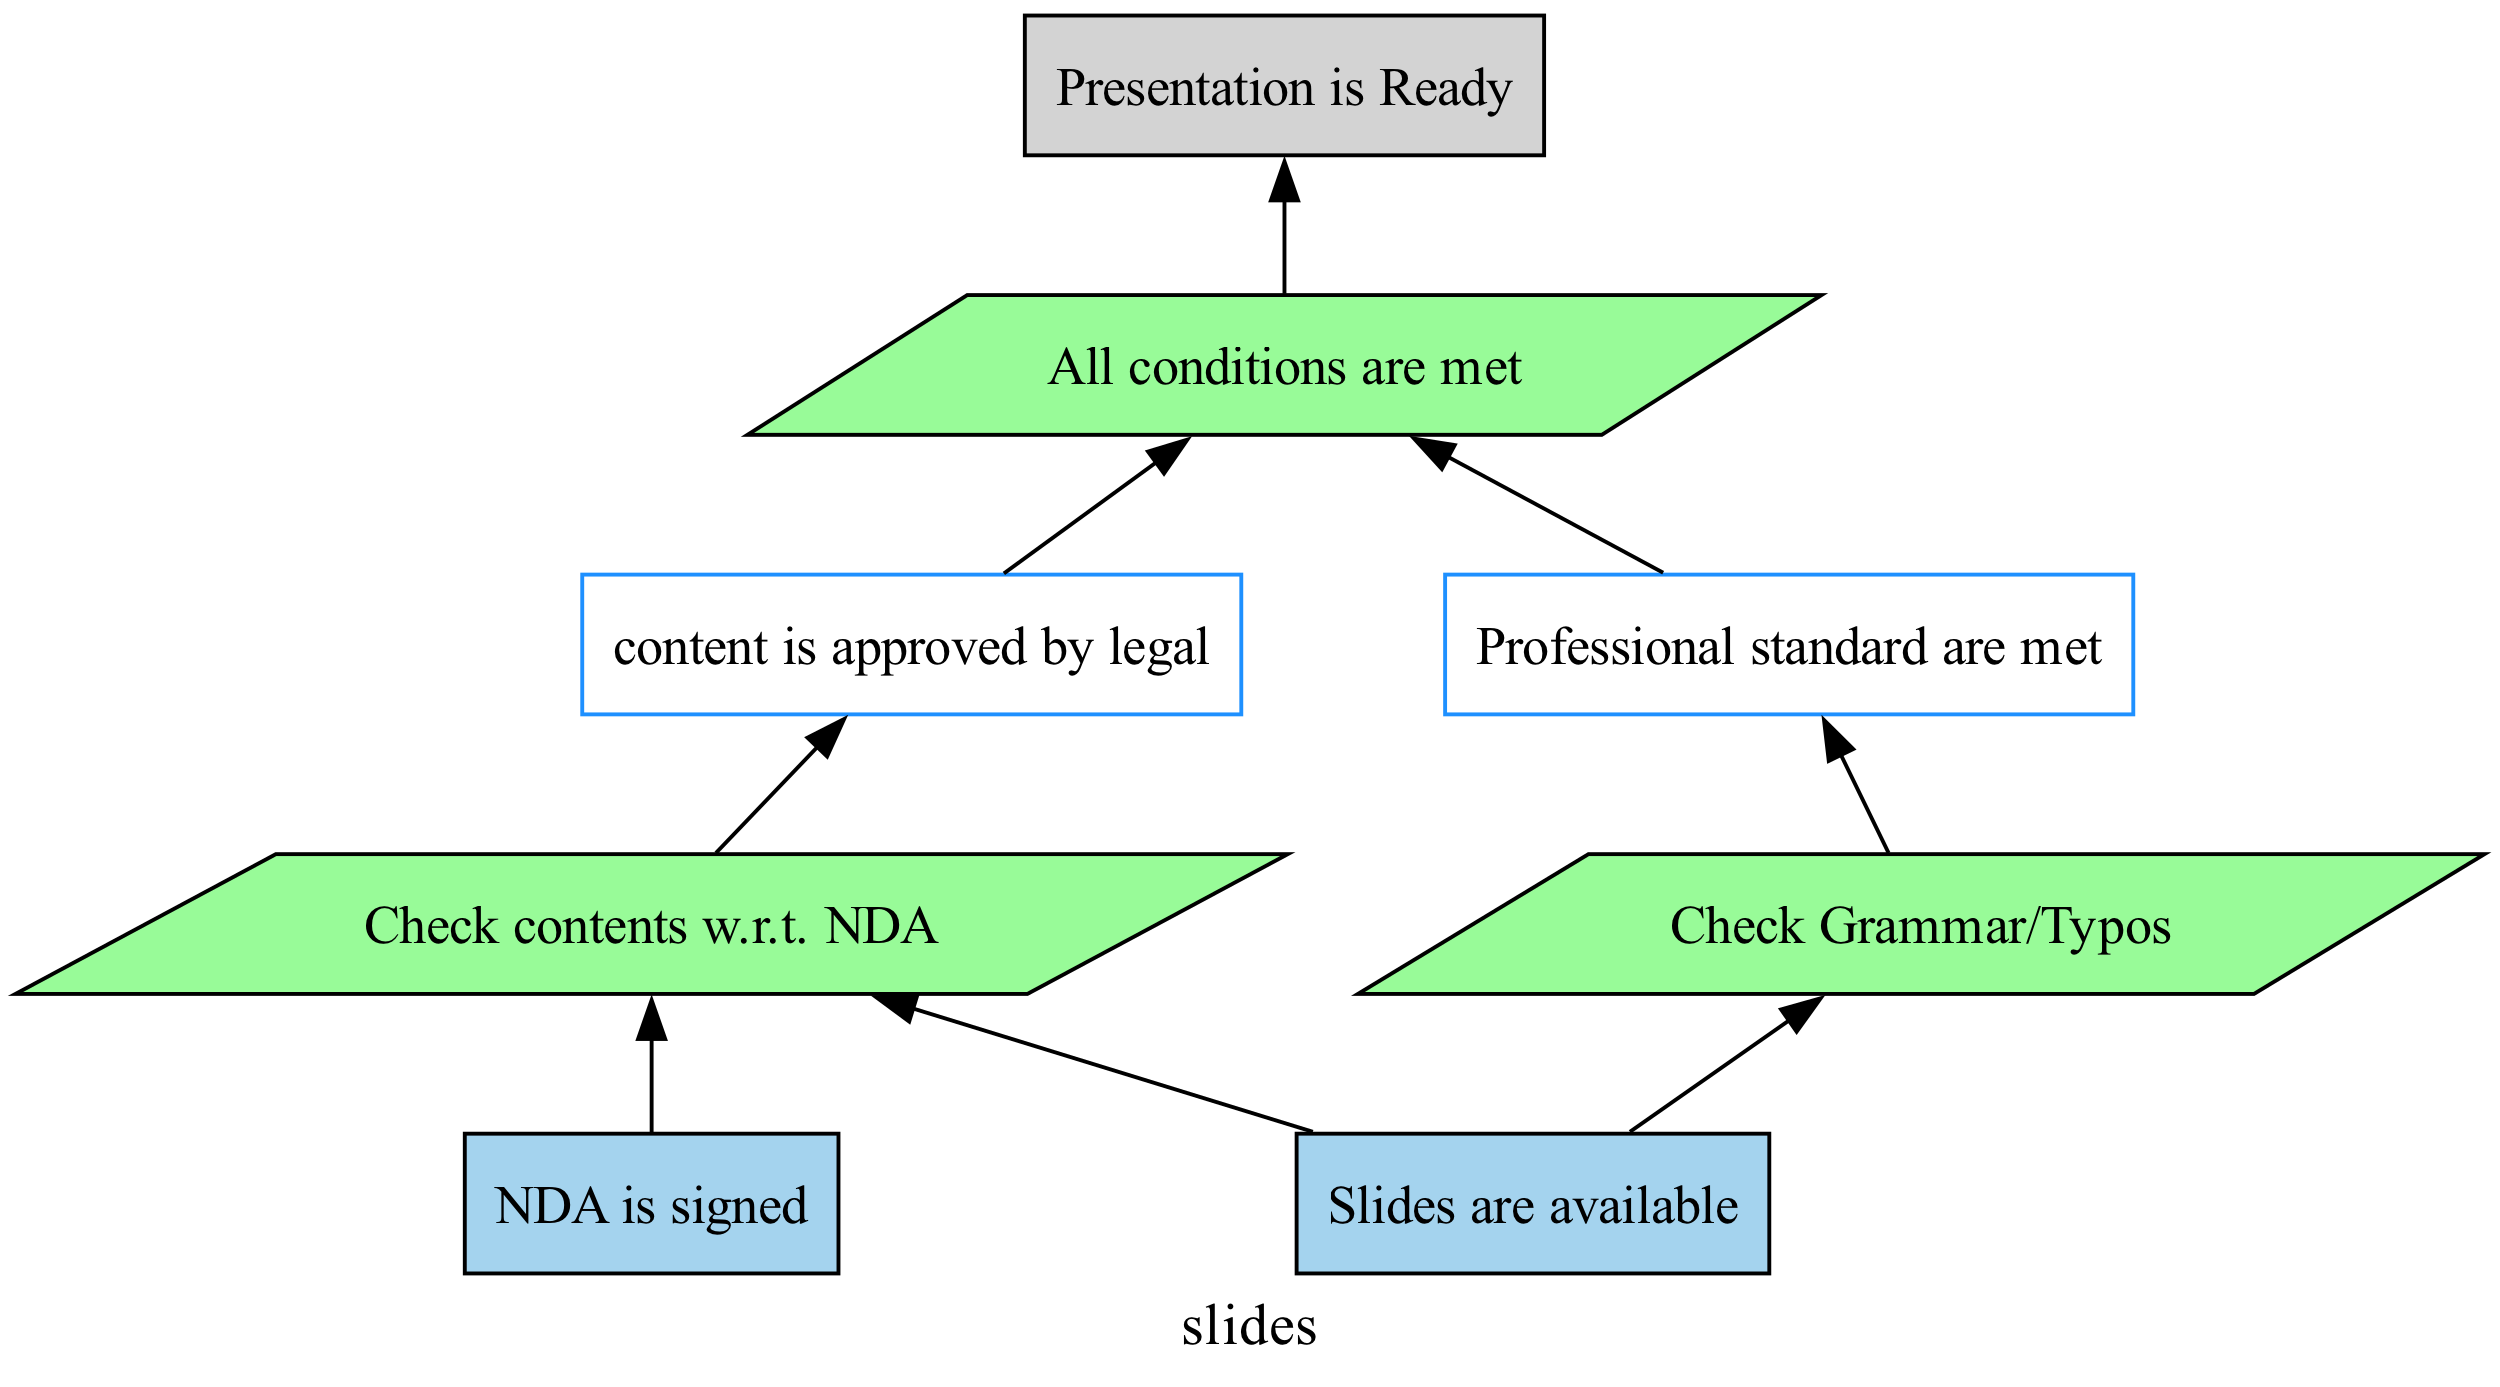 Presentation is Ready
All conditions are met
content is approved by legal
Professional standard are met
Check contents w.r.t. NDA
Check Grammar/Typos
NDA is signed
Slides are available
slides